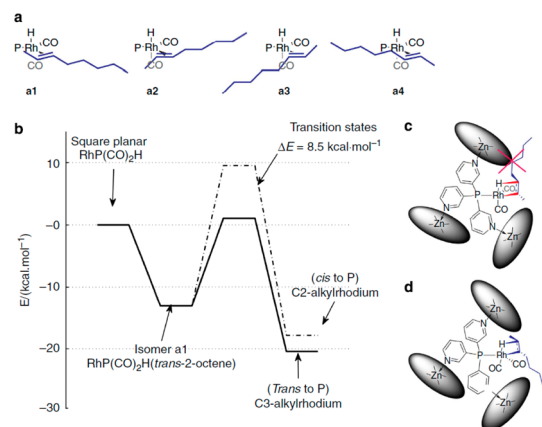 a
H
P
Rh
CO
CO
a1
H
P
Rh
CO
CO
a2
H
P
Rh
CO
CO
a3
H
P
Rh
CO
CO
a4
b
Square planar
RhP(CO)2H
Transition states
ΔE = 8.5 kcal·mol−1
10
−0
−10
−20
−30
E/(kcal.mol−1)
Isomer a1
RhP(CO)2H(trans-2-octene)
(cis to P)
C2-alkylrhodium
(Trans to P)
C3-alkylrhodium
c
−Zn−
N
H
CO
P
Rh
CO
N
N
−Zn−
−Zn−
d
−Zn−
N
H
P
Rh
OC
CO
N
−Zn−
−Zn−